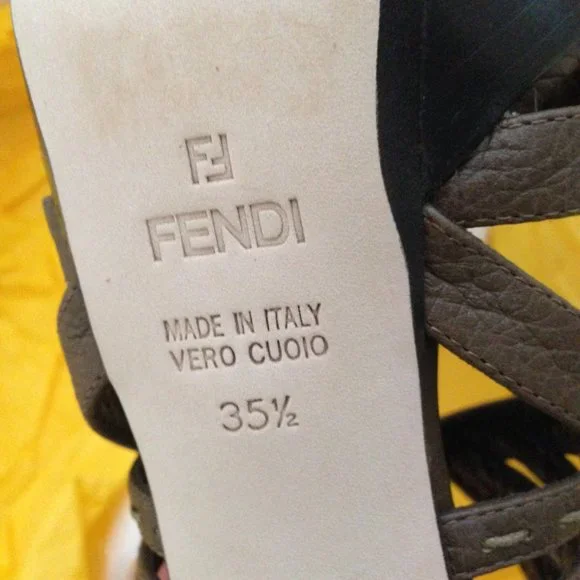 FF
FENDI
MADE IN ITALY
VERO CUOIO
35½